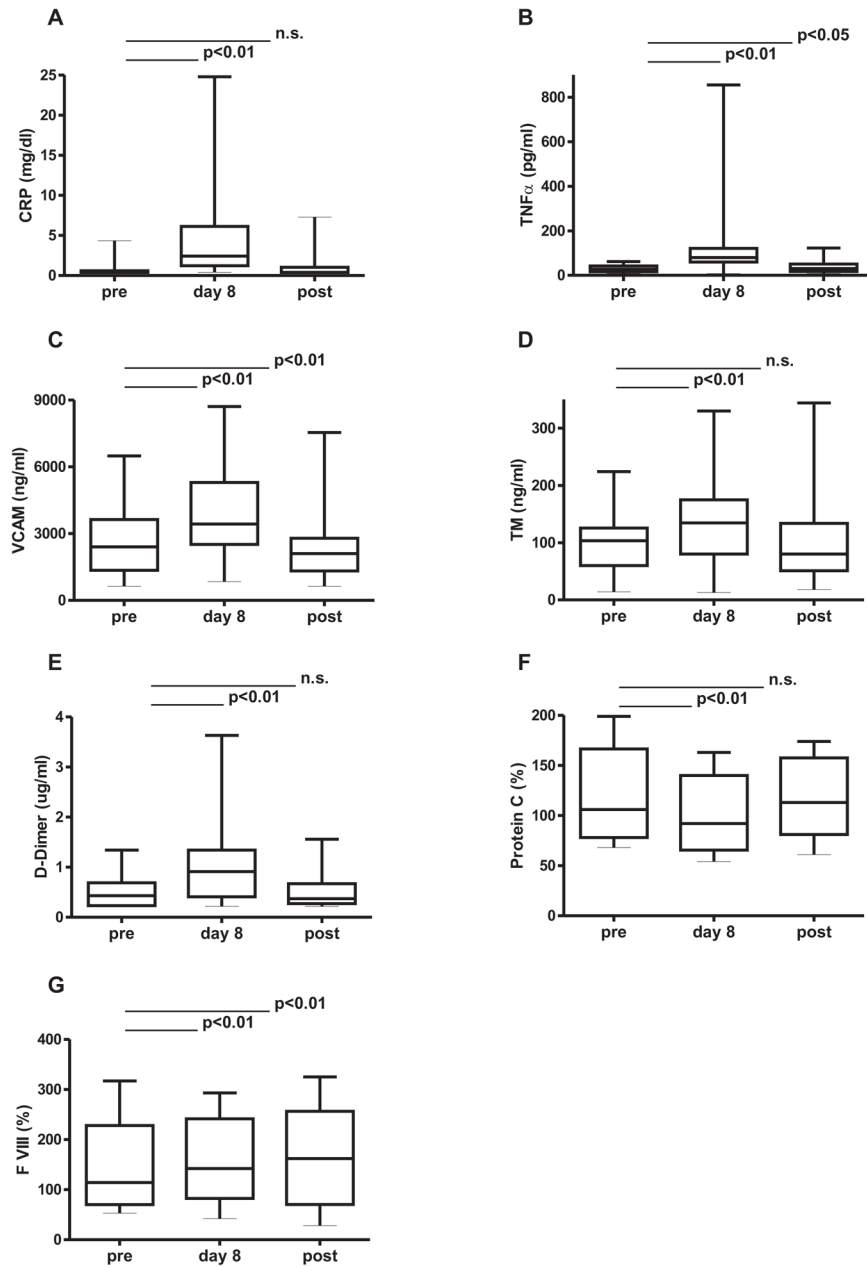 A
n.s.
p<0.01
25
20
15
10
5
0
CRP (mg/dl)
pre day 8 post
B
p<0.05
p<0.01
800
600
400
200
0
TNFα (pg/ml)
pre day 8 post
C
p<0.01
p<0.01
9000
6000
3000
0
VCAM (ng/ml)
pre day 8 post
D
n.s.
p<0.01
300
200
100
0
TM (ng/ml)
pre day 8 post
E
n.s.
p<0.01
4
3
2
1
0
D-Dimer (ug/ml)
pre day 8 post
F
n.s.
p<0.01
200
150
100
50
0
Protein C (%)
pre day 8 post
G
p<0.01
p<0.01
400
300
200
100
0
F VIII (%)
pre day 8 post